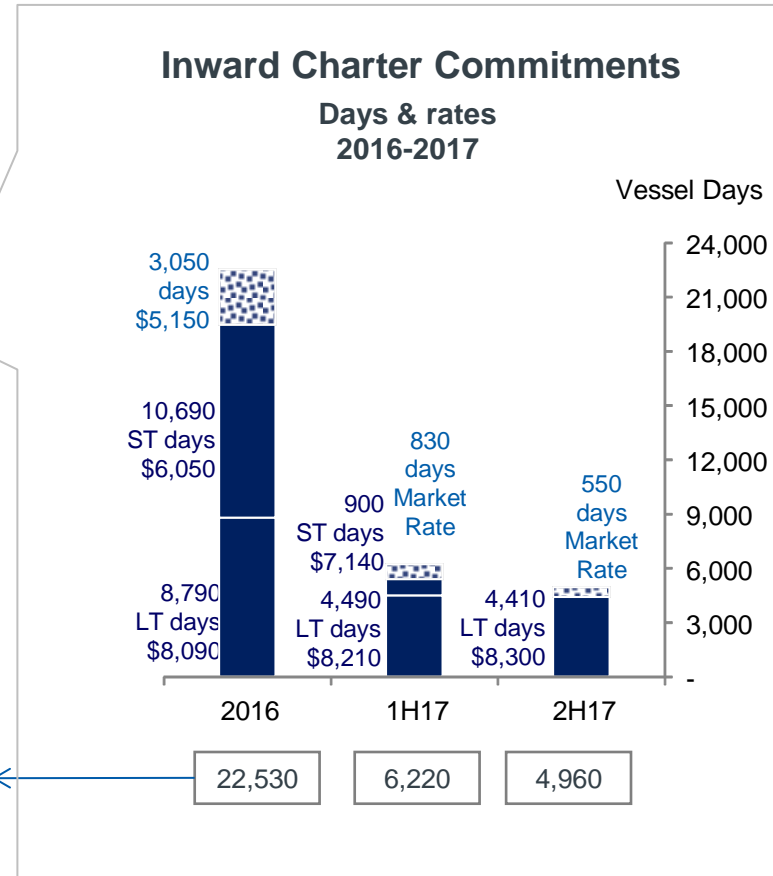 Inward Charter Commitments
Days & rates
2016-2017
Vessel Days
3,050
days
$5,150
10,690
ST days
$6,050
8,790
LT days
$8,090
900
ST days
$7,140
4,490
LT days
$8,210
830
days
Market
Rate
4,410
LT days
$8,300
550
days
Market
Rate
24,000
21,000
18,000
15,000
12,000
9,000
6,000
3,000
-
2016
1H17
2H17
22,530
6,220
4,960